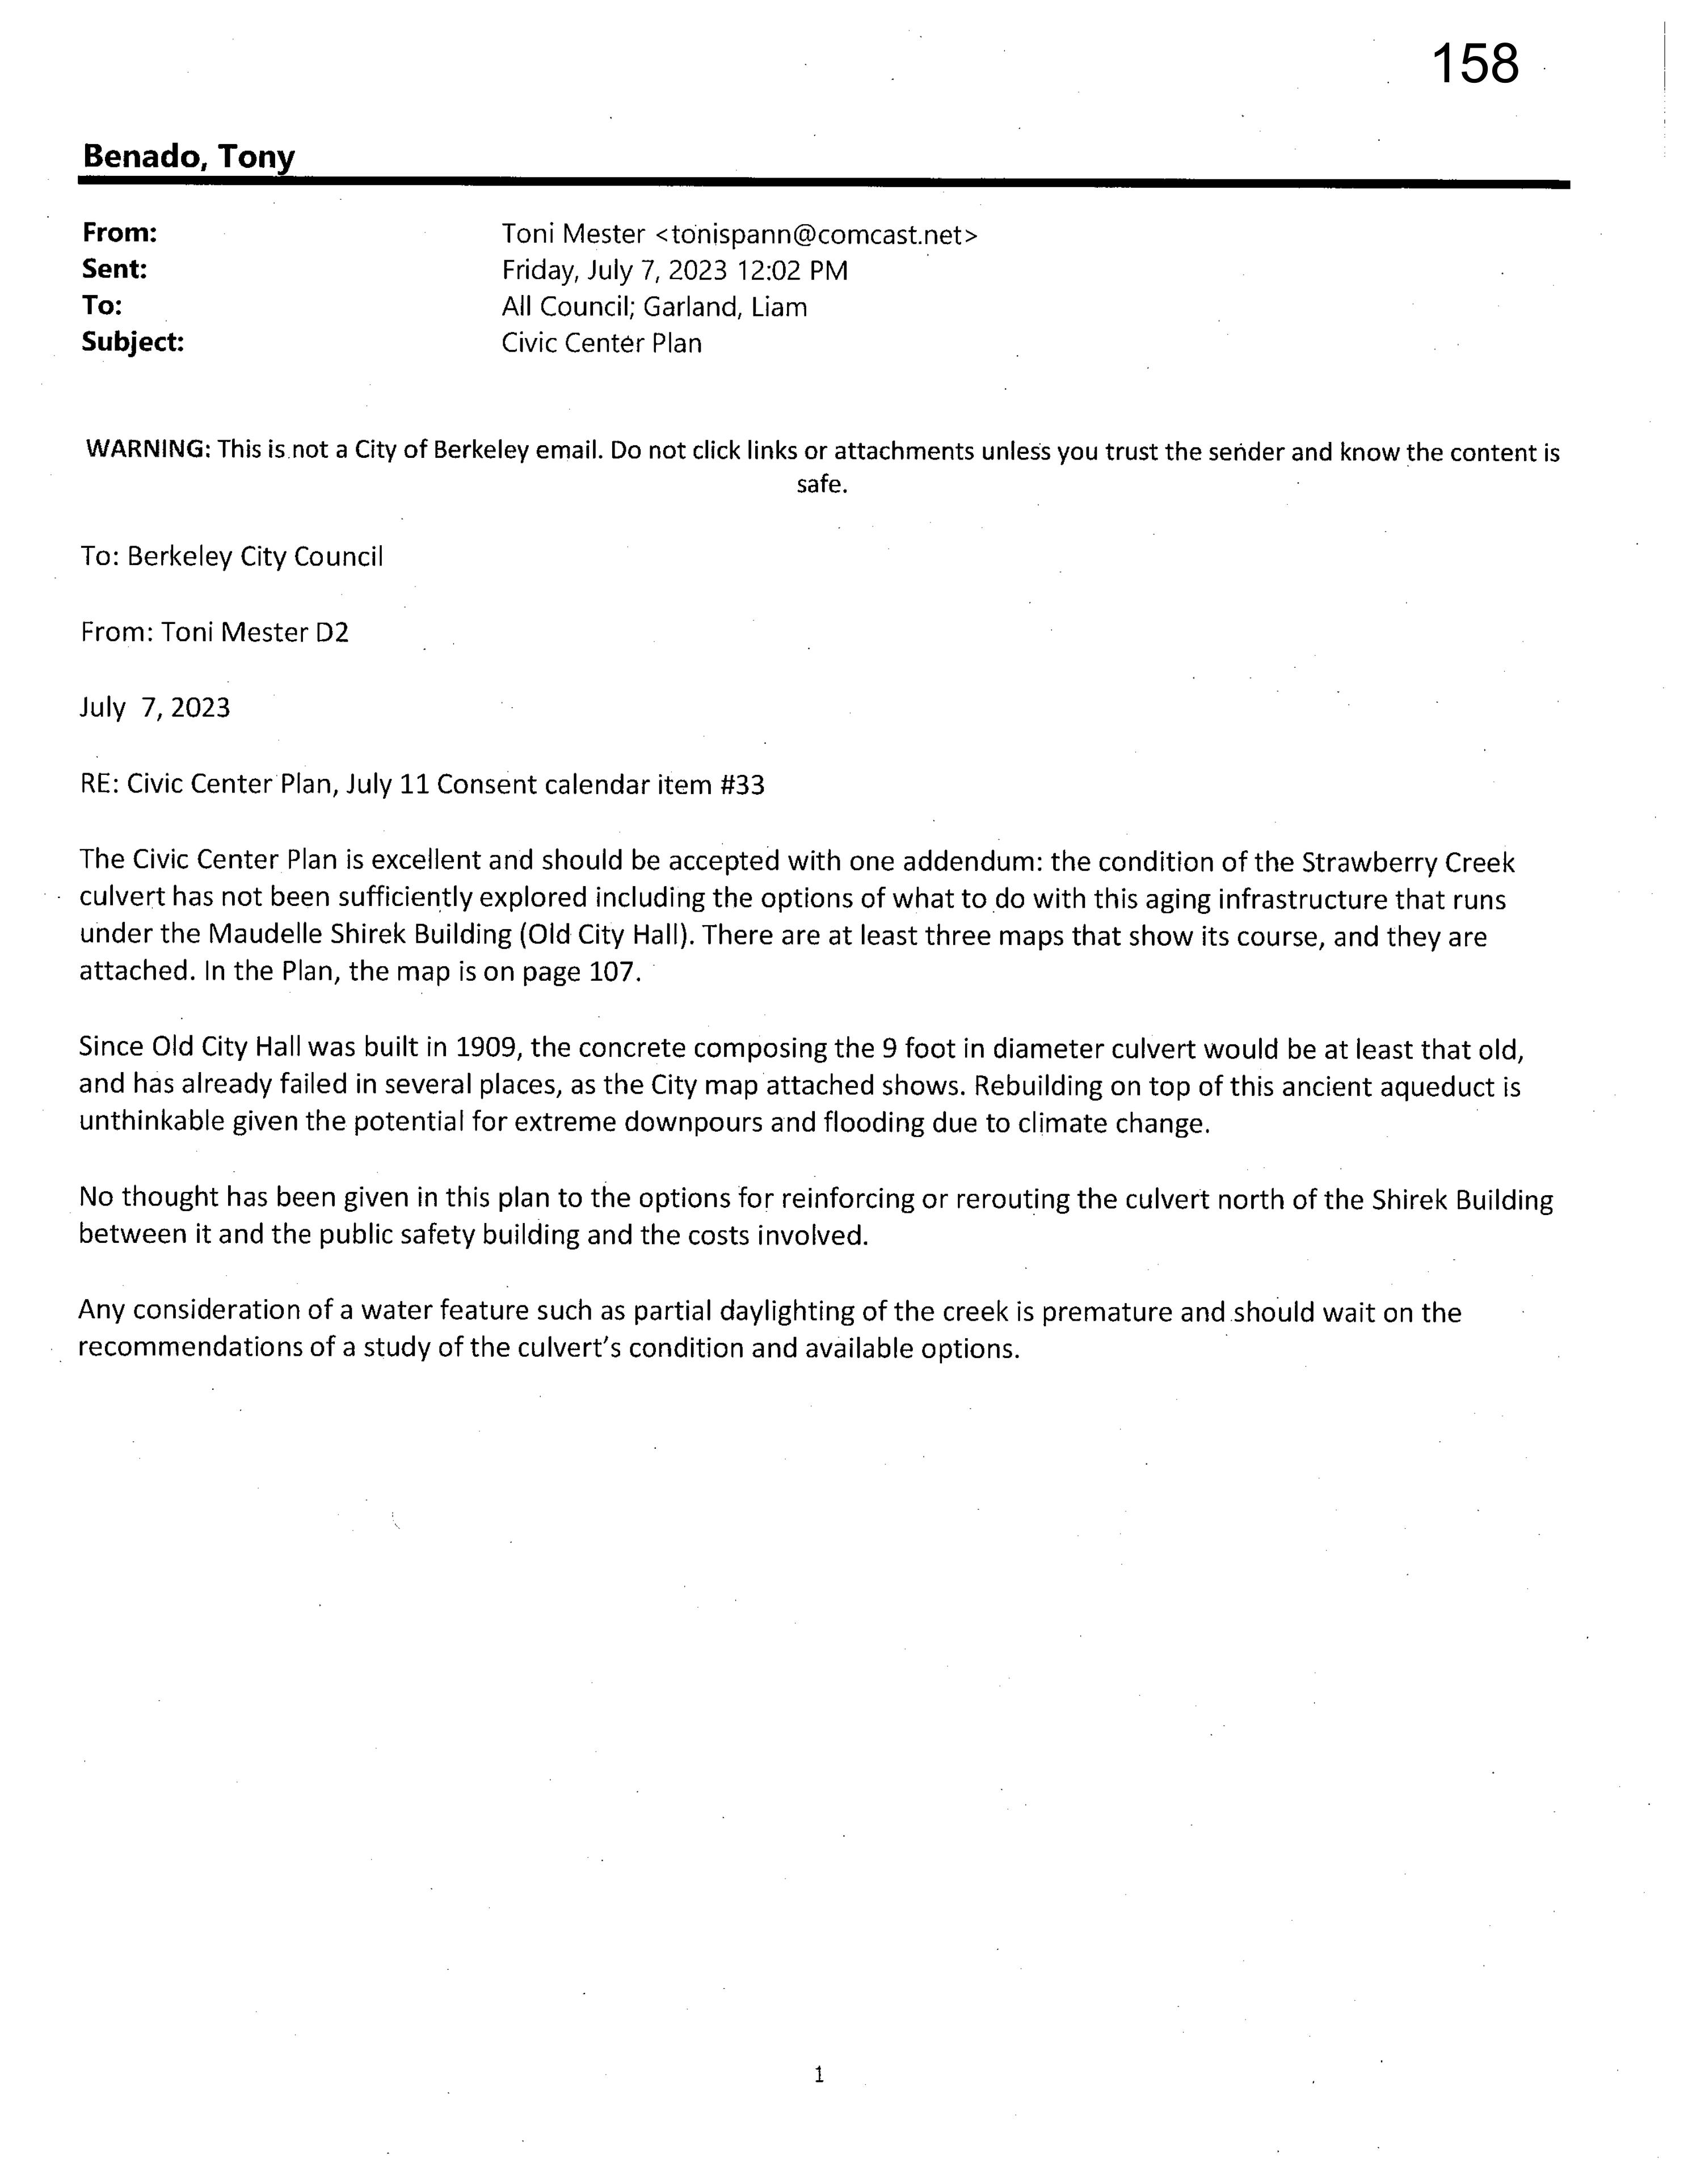 158
Benado, Tony
From: Toni Mester <tonispann@comcast.net>
Sent: Friday, July 7, 2023 12:02 PM
To: All Council; Garland, Liam
Subject: Civic Center Plan
WARNING: This is not a City of Berkeley email. Do not click links or attachments unless you trust the sender and know the content is
safe.
To: Berkeley City Council
From: Toni Mester D2
July 7, 2023
RE: Civic Center Plan, July 11 Consent calendar item #33
The Civic Center Plan is excellent and should be accepted with one addendum: the condition of the Strawberry Creek
culvert has not been sufficiently explored including the options of what to do with this aging infrastructure that runs
under the Maudelle Shirek Building (Old City Hall). There are at least three maps that show its course, and they are
attached. In the Plan, the map is on page 107.
Since Old City Hall was built in 1909, the concrete composing the 9 foot in diameter culvert would be at least that old,
and has already failed in several places, as the City map attached shows. Rebuilding on top of this ancient aqueduct is
unthinkable given the potential for extreme downpours and flooding due to climate change.
No thought has been given in this plan to the options for reinforcing or rerouting the culvert north of the Shirek Building
between it and the public safety building and the costs involved.
Any consideration of a water feature such as partial daylighting of the creek is premature and should wait on the
recommendations of a study of the culvert's condition and available options.
1